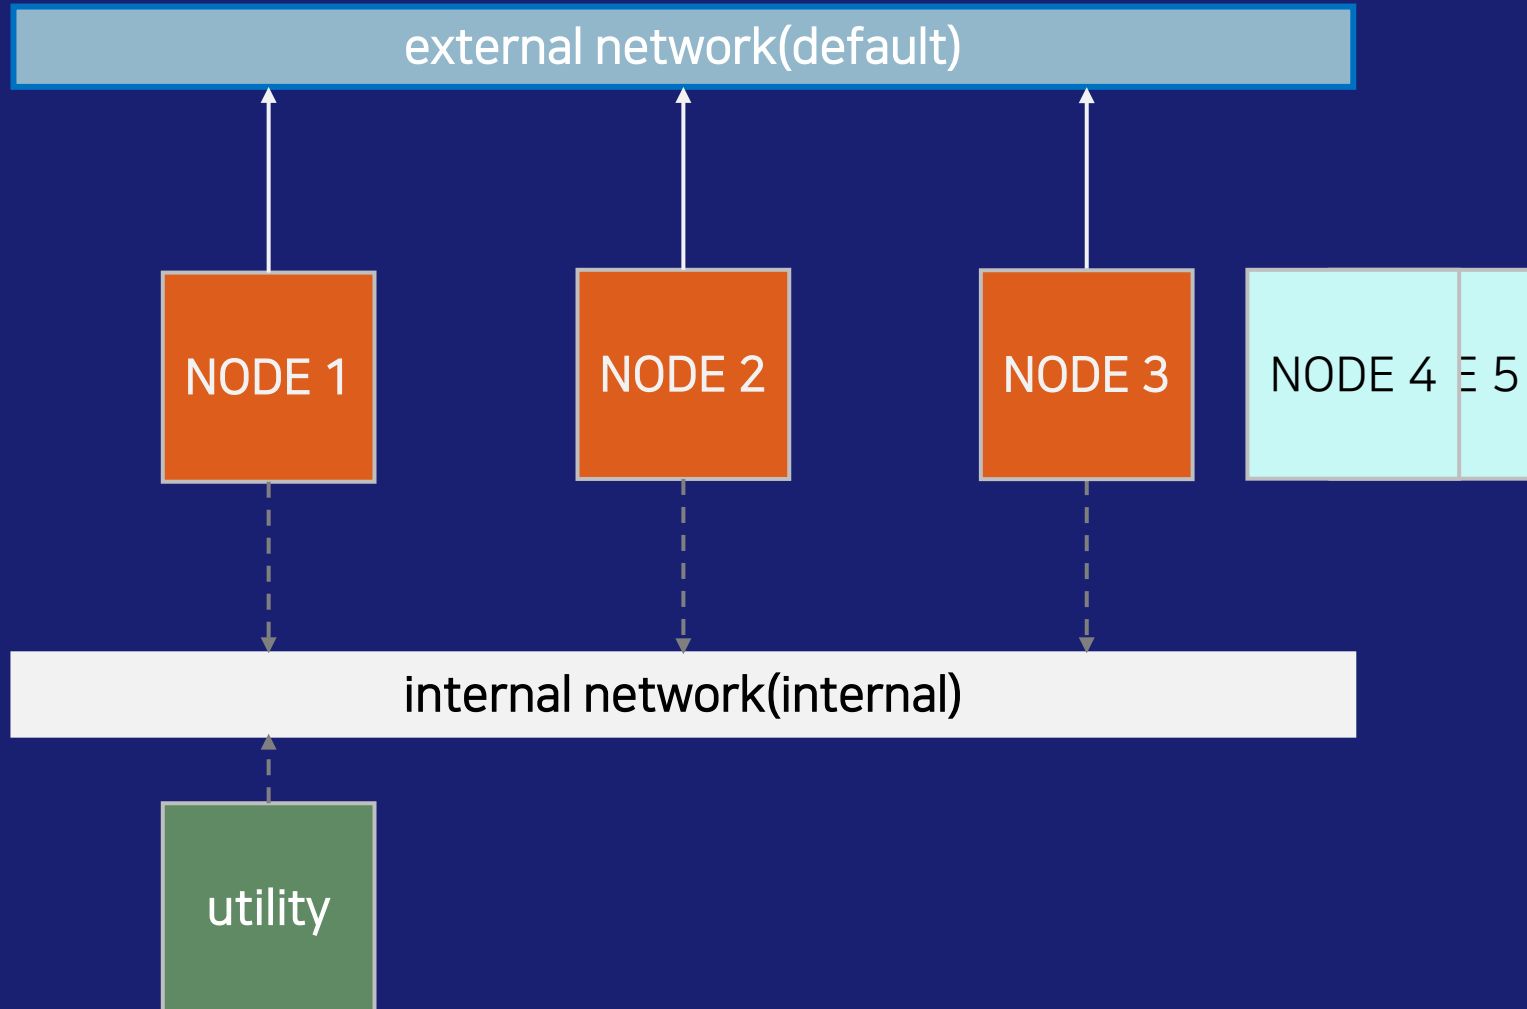 external network(default)
NODE 1
NODE 2
NODE 3
NODE 4
E 5
internal network(internal)
utility